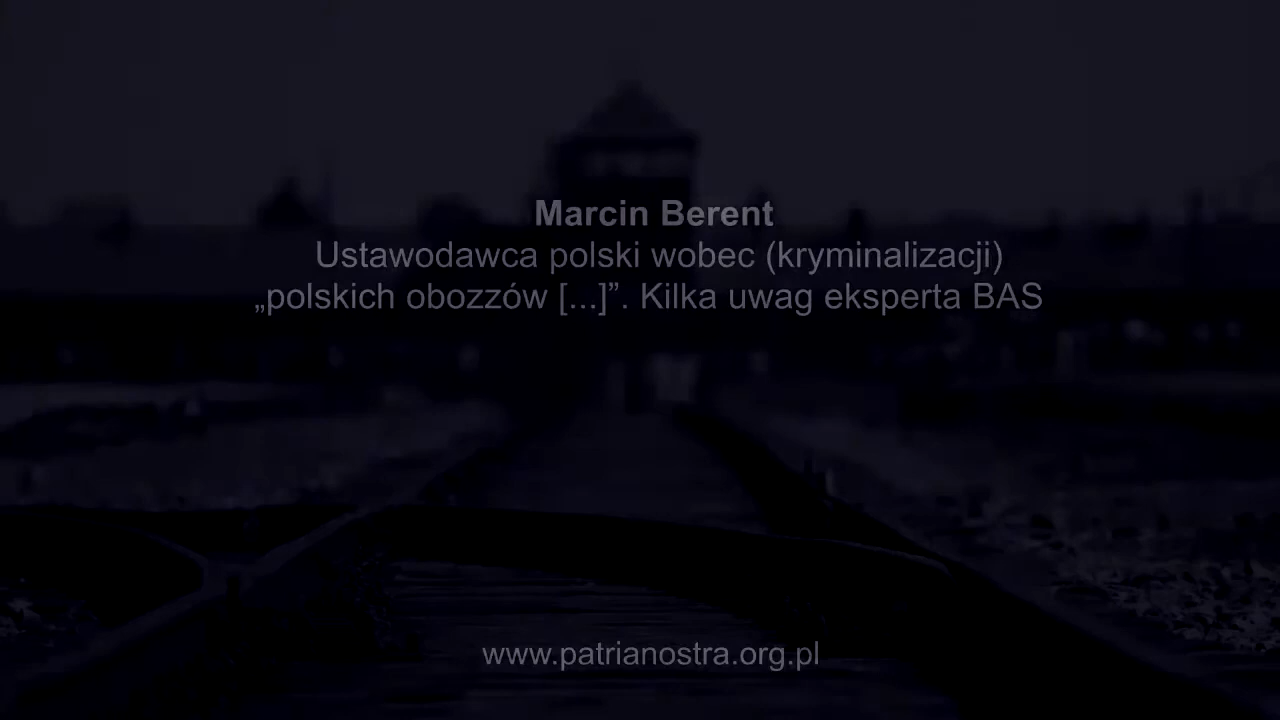 Marcin Berent
Ustawodawca polski wobec (kryminalizacji)
„polskich obozzów [...]”. Kilka uwag eksperta BAS
www.patrianostra.org.pl